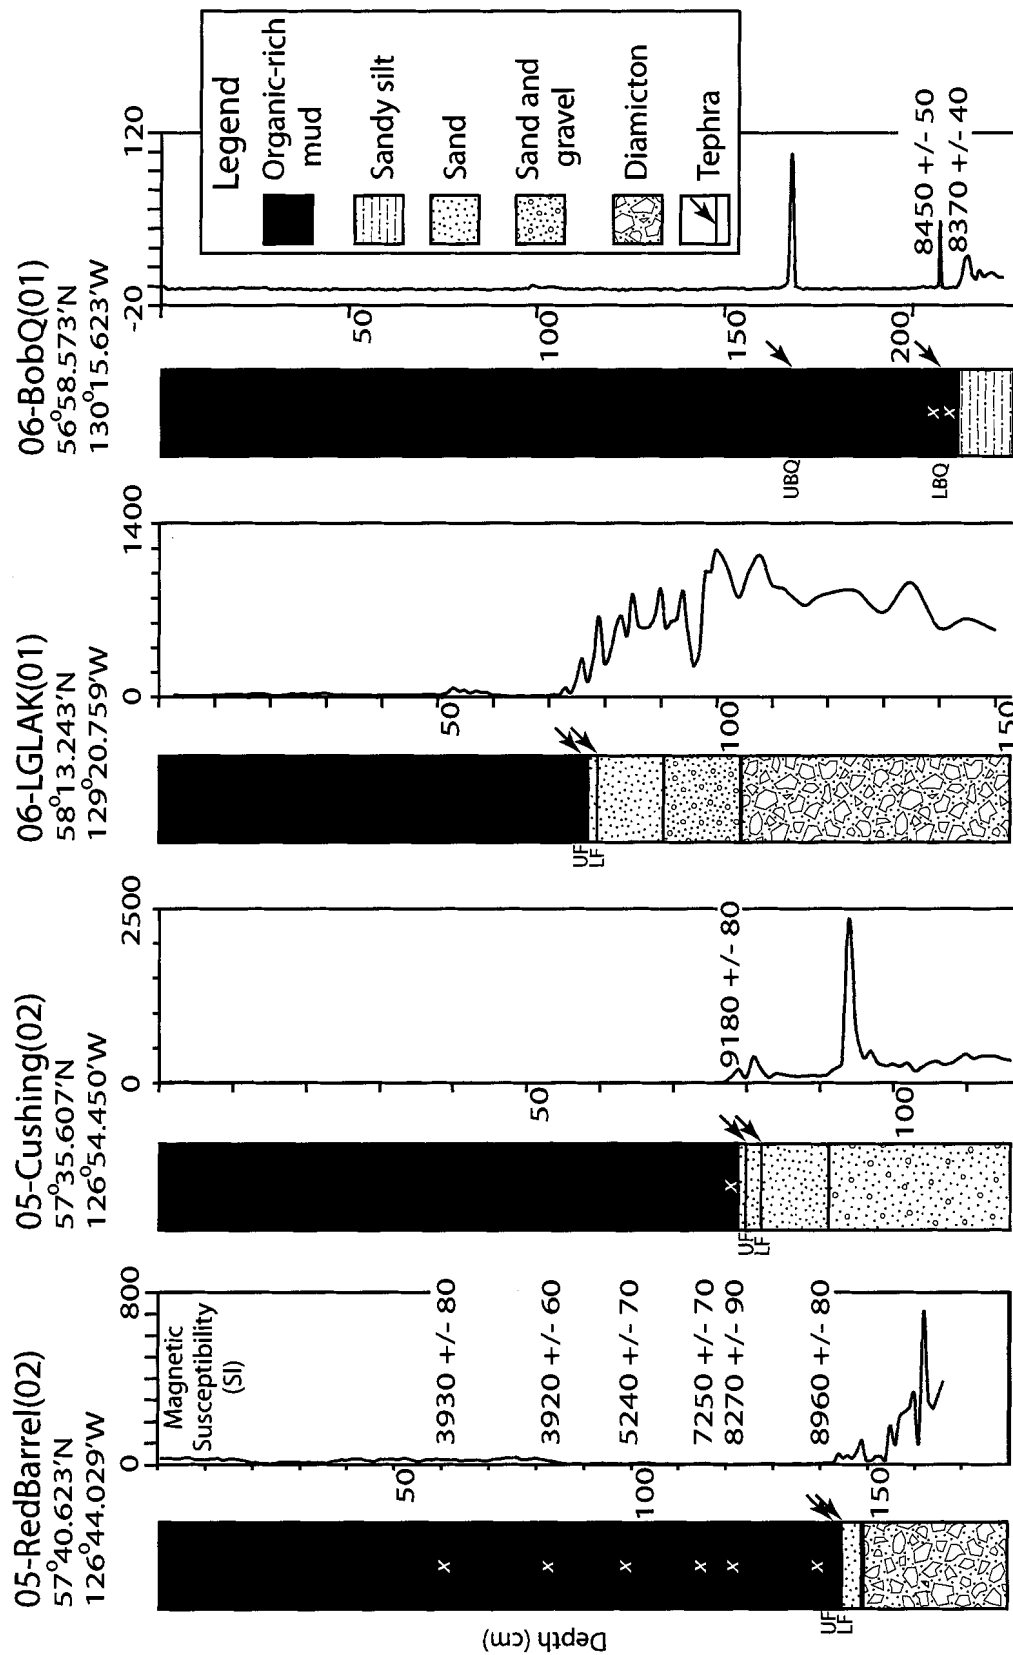 05-RedBarrel(02)
57°40.623'N
126°44.029'W
0
800
Magnetic
Susceptibility
(SI)
Depth (cm)
50
100
150
3930 +/- 80
3920 +/- 60
5240 +/- 70
7250 +/- 70
8270 +/- 90
8960 +/- 80
x
x
x
x
x
x
UF
LF
05-Cushing(02)
57°35.607'N
126°54.450'W
0
2500
50
100
9180 +/- 80
x
UF
LF
06-LGLAK(01)
58°13.243'N
129°20.759'W
0
1400
50
100
150
UF
LF
06-BobQ(01)
56°58.573'N
130°15.623'W
-20
120
50
100
150
200
8450 +/- 50
8370 +/- 40
x
x
UBQ
LBQ
Legend
Organic-rich
mud
Sandy silt
Sand
Sand and
gravel
Diamicton
Tephra